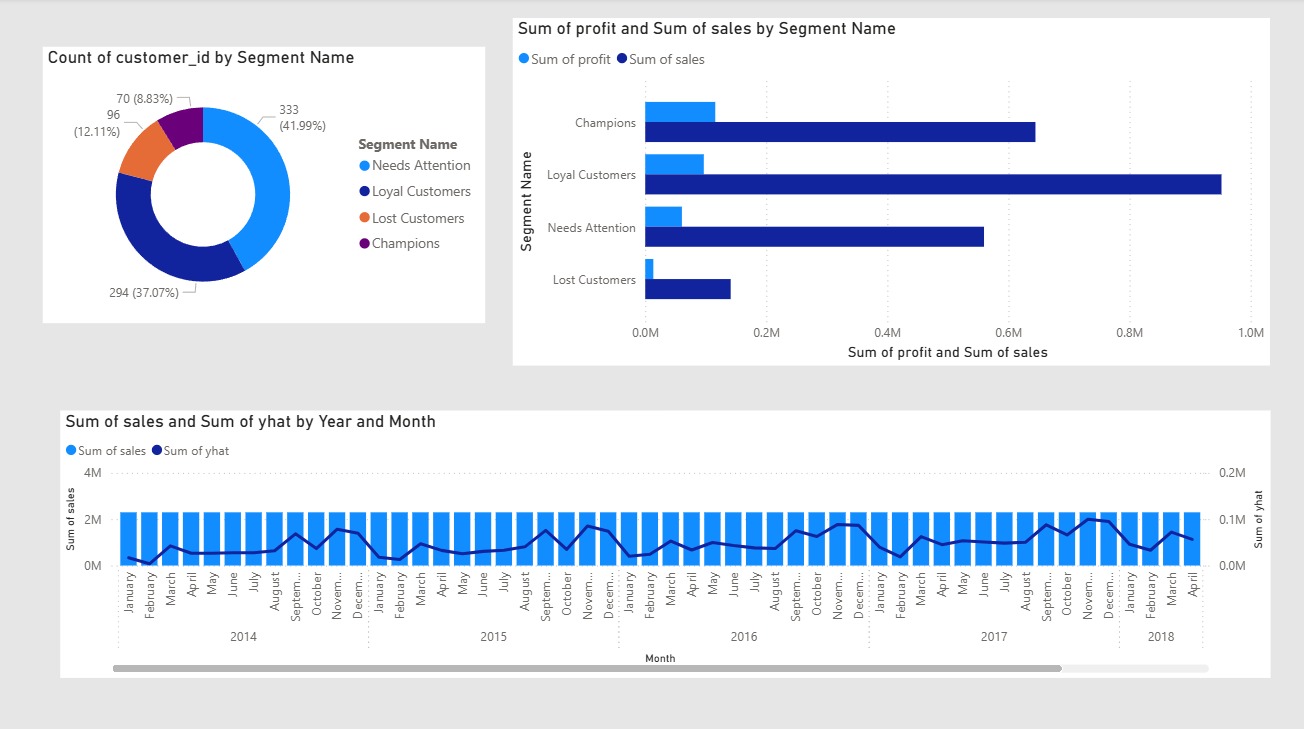 Count of customer_id by Segment Name
70 (8.83%)
96
(12.11%)
333
(41.99%)
294 (37.07%)
Segment Name
Needs Attention
Loyal Customers
Lost Customers
Champions
Sum of profit and Sum of sales by Segment Name
Sum of profit Sum of sales
Segment Name
Champions
Loyal Customers
Needs Attention
Lost Customers
0.0M 0.2M 0.4M 0.6M 0.8M 1.0M
Sum of profit and Sum of sales
Sum of sales and Sum of yhat by Year and Month
Sum of sales Sum of yhat
Sum of sales
4M
2M
0M
0.2M
0.1M
0.0M
Sum of yhat
January February March April May June July August Septem... October Novem... Decem... January February March April May June July August Septem... October Novem... Decem... January February March April May June July August Septem... October Novem... Decem... January February March April May June July August Septem... October Novem... Decem... January February March April
2014 2015 2016 2017 2018
Month